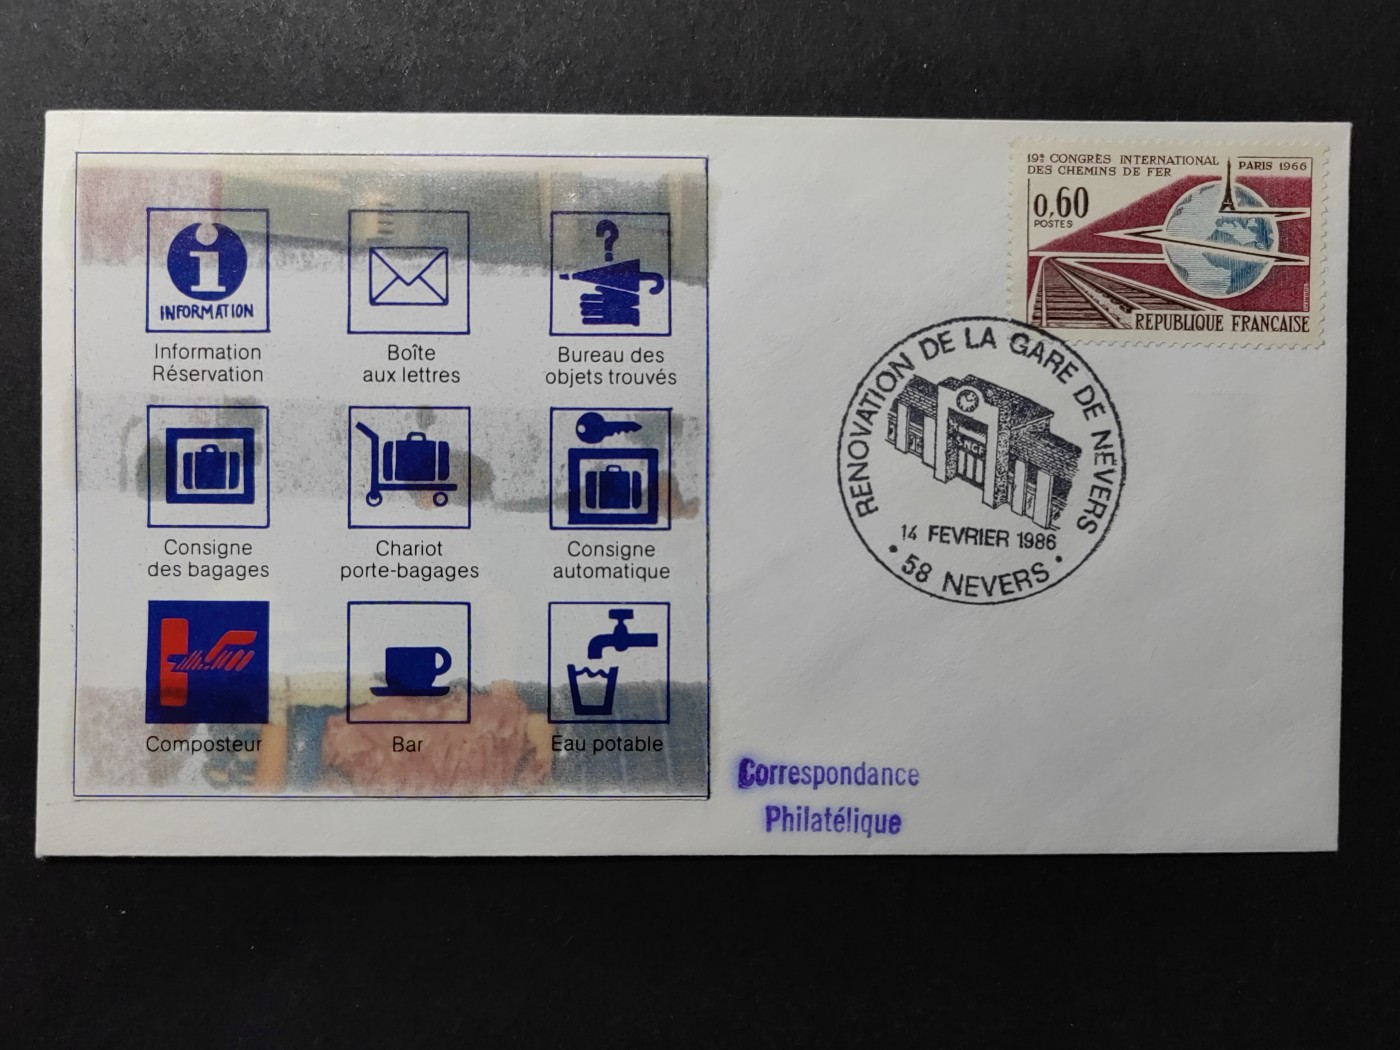 INFORMATION
Information
Réservation
Boîte
aux lettres
?
Bureau des
objets trouvés
Consigne
des bagages
Chariot
porte-bagages
Consigne
automatique
Composteur
Bar
Eau potable
19e CONGRÈS INTERNATIONAL
DES CHEMINS DE FER
PARIS 1966
0,60
POSTES
REPUBLIQUE FRANCAISE
RENOVATION DE LA GARE DE NEVERS
SNCF
14 FEVRIER 1986
• 58 NEVERS •
Correspondance
Philatélique